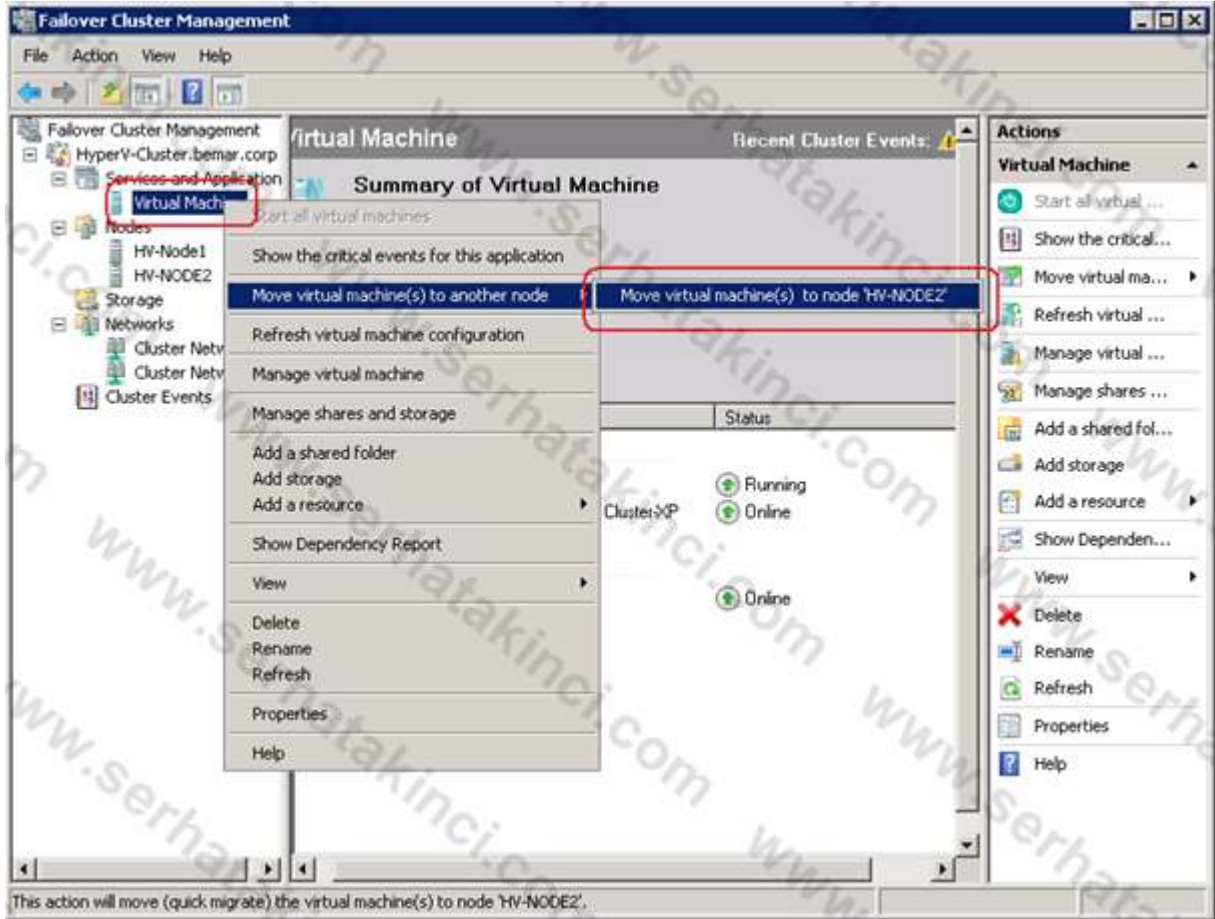 Failover Cluster Management
File Action View Help
Failover Cluster Management
HyperV-Cluster.bemar.corp
Services and Application
Virtual Machin
Nodes
HV-Node1
HV-NODE2
Storage
Networks
Cluster Netw
Cluster Netw
Cluster Events
Virtual Machine
Recent Cluster Events:
Summary of Virtual Machine
Status
Running
Cluster-XP Online
Online
Start all virtual machines
Show the critical events for this application
Move virtual machine(s) to another node
Move virtual machine(s) to node 'HV-NODE2'
Refresh virtual machine configuration
Manage virtual machine
Manage shares and storage
Add a shared folder
Add storage
Add a resource
Show Dependency Report
View
Delete
Rename
Refresh
Properties
Help
Actions
Virtual Machine
Start all virtual ...
Show the critical...
Move virtual ma...
Refresh virtual ...
Manage virtual ...
Manage shares ...
Add a shared fol...
Add storage
Add a resource
Show Dependen...
View
Delete
Rename
Refresh
Properties
Help
This action will move (quick migrate) the virtual machine(s) to node 'HV-NODE2'.
www.serhatakinci.com